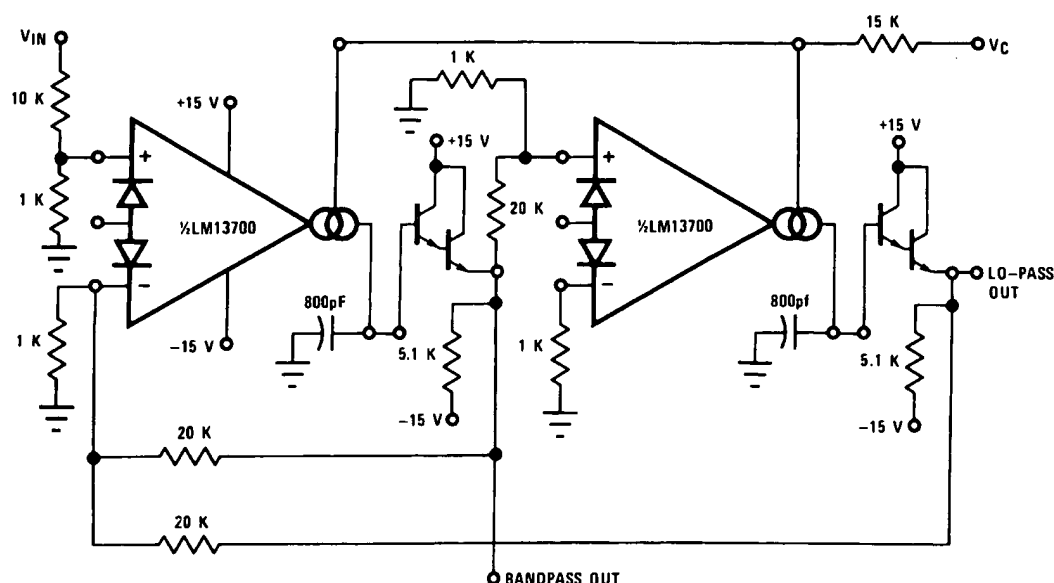 15 K
VIN
VC
1 K
10 K
+15 V
+15 V
+15 V
+
+
1 K
20 K
½LM13700
½LM13700
−
−
LO-PASS
OUT
800pF
800pf
1 K
−15 V
5.1 K
1 K
5.1 K
−15 V
−15 V
20 K
20 K
BANDPASS OUT